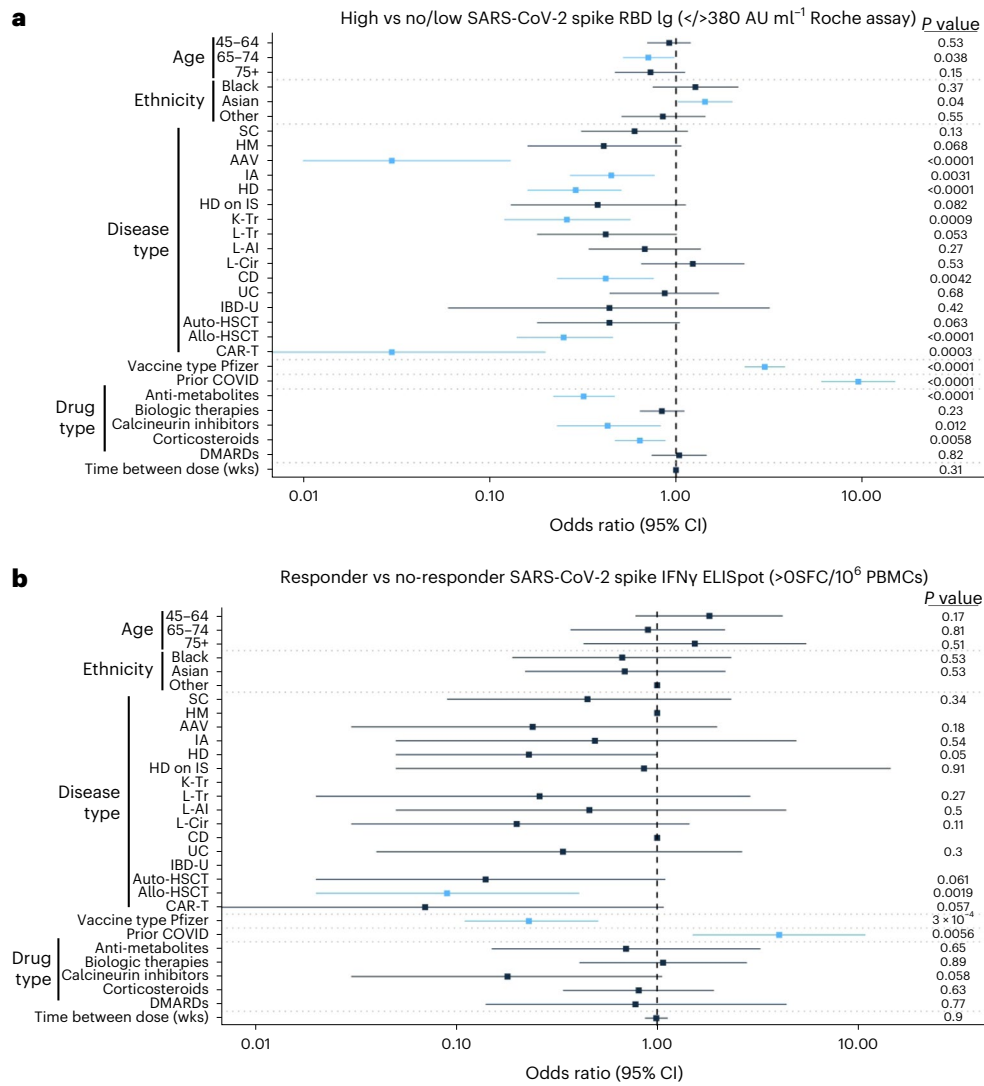 a
High vs no/low SARS-CoV-2 spike RBD Ig (</>380 AU ml⁻¹ Roche assay)
P value
Age
45–64 0.53
65–74 0.038
75+ 0.15
Ethnicity
Black 0.37
Asian 0.04
Other 0.55
Disease type
SC 0.13
HM 0.068
AAV <0.0001
IA 0.0031
HD <0.0001
HD on IS 0.082
K-Tr 0.0009
L-Tr 0.053
L-AI 0.27
L-Cir 0.53
CD 0.0042
UC 0.68
IBD-U 0.42
Auto-HSCT 0.063
Allo-HSCT <0.0001
CAR-T 0.0003
Vaccine type Pfizer <0.0001
Prior COVID <0.0001
Drug type
Anti-metabolites <0.0001
Biologic therapies 0.23
Calcineurin inhibitors 0.012
Corticosteroids 0.0058
DMARDs 0.82
Time between dose (wks) 0.31
0.01 0.10 1.00 10.00
Odds ratio (95% CI)
b
Responder vs no-responder SARS-CoV-2 spike IFNγ ELISpot (>0SFC/10⁶ PBMCs)
P value
Age
45–64 0.17
65–74 0.81
75+ 0.51
Ethnicity
Black 0.53
Asian 0.53
Other
Disease type
SC 0.34
HM
AAV 0.18
IA 0.54
HD 0.05
HD on IS 0.91
K-Tr
L-Tr 0.27
L-AI 0.5
L-Cir 0.11
CD
UC 0.3
IBD-U
Auto-HSCT 0.061
Allo-HSCT 0.0019
CAR-T 0.057
Vaccine type Pfizer 3 × 10⁻⁴
Prior COVID 0.0056
Drug type
Anti-metabolites 0.65
Biologic therapies 0.89
Calcineurin inhibitors 0.058
Corticosteroids 0.63
DMARDs 0.77
Time between dose (wks) 0.9
0.01 0.10 1.00 10.00
Odds ratio (95% CI)